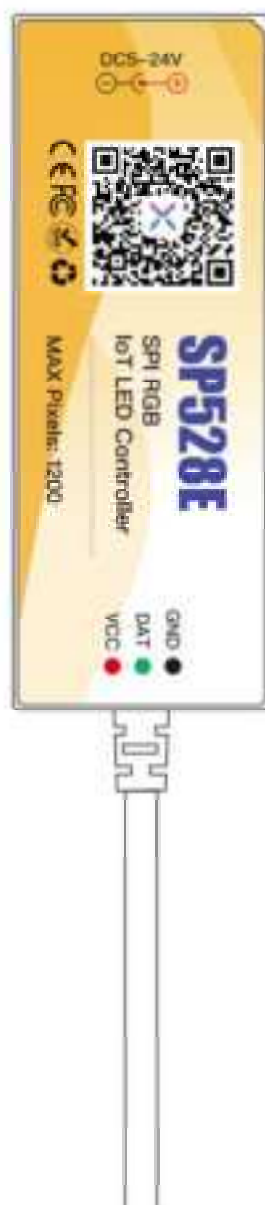 DC5-24V
SP528E
SPI RGB
IoT LED Controller
MAX Pixels: 1200
GND
DAT
VCC